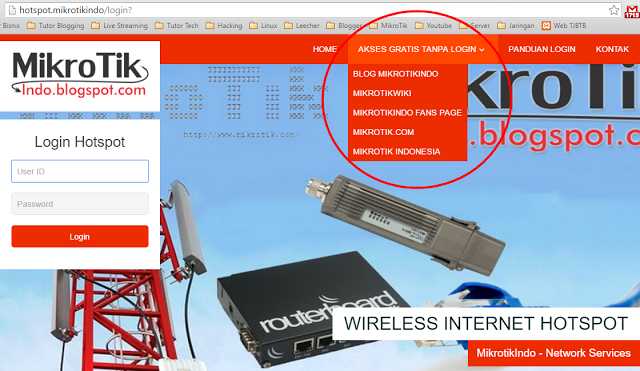 hotspot.mikrotikindo/login?
Bisnis Tutor Blogging Live Streaming Tutor Tech Hacking Linux Leecher Blogger MikroTik Youtube Server Jaringan Web TJBTB
HOME AKSES GRATIS TANPA LOGIN PANDUAN LOGIN KONTAK
BLOG MIKROTIKINDO
MIKROTIKWIKI
MIKROTIKINDO FANS PAGE
MIKROTIK.COM
MIKROTIK INDONESIA
MikroTik
Indo.blogspot.com
kroTik
.blogspot.com
http://www.mikrotik.com/
Login Hotspot
User ID
Password
Login
routerboard
WIRELESS INTERNET HOTSPOT
MikrotikIndo - Network Services